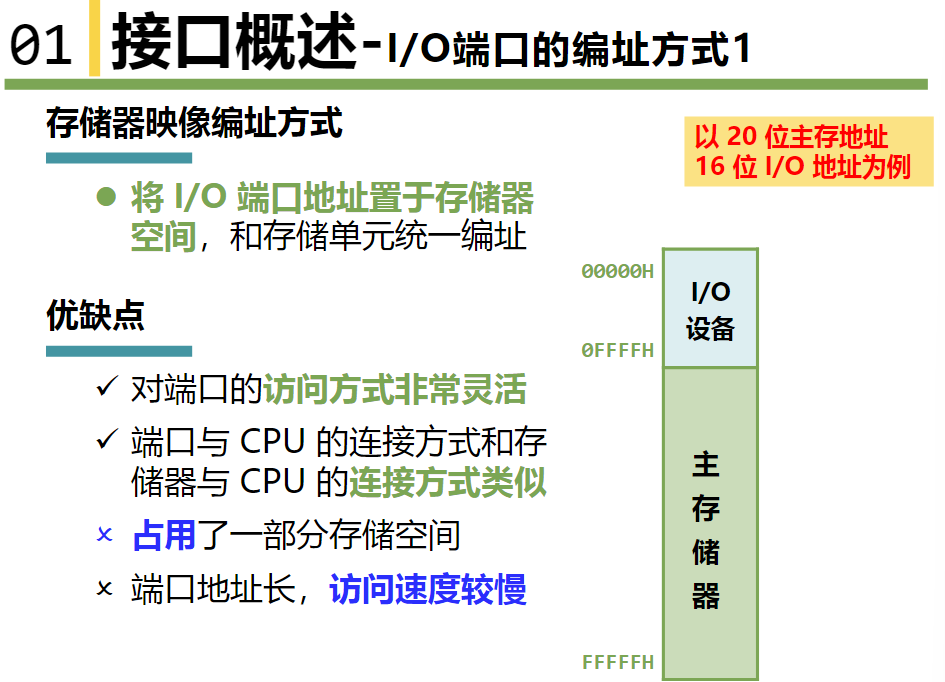 01 接口概述-I/O端口的编址方式1
存储器映像编址方式
以 20 位主存地址
16 位 I/O 地址为例
● 将 I/O 端口地址置于存储器
空间，和存储单元统一编址
优缺点
✓ 对端口的访问方式非常灵活
✓ 端口与 CPU 的连接方式和存
储器与 CPU 的连接方式类似
× 占用了一部分存储空间
× 端口地址长，访问速度较慢
00000H
I/O
设备
0FFFFH
主
存
储
器
FFFFFH